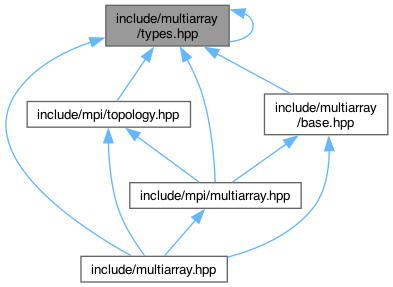 include/multiarray
/types.hpp
include/mpi/topology.hpp
include/multiarray
/base.hpp
include/mpi/multiarray.hpp
include/multiarray.hpp